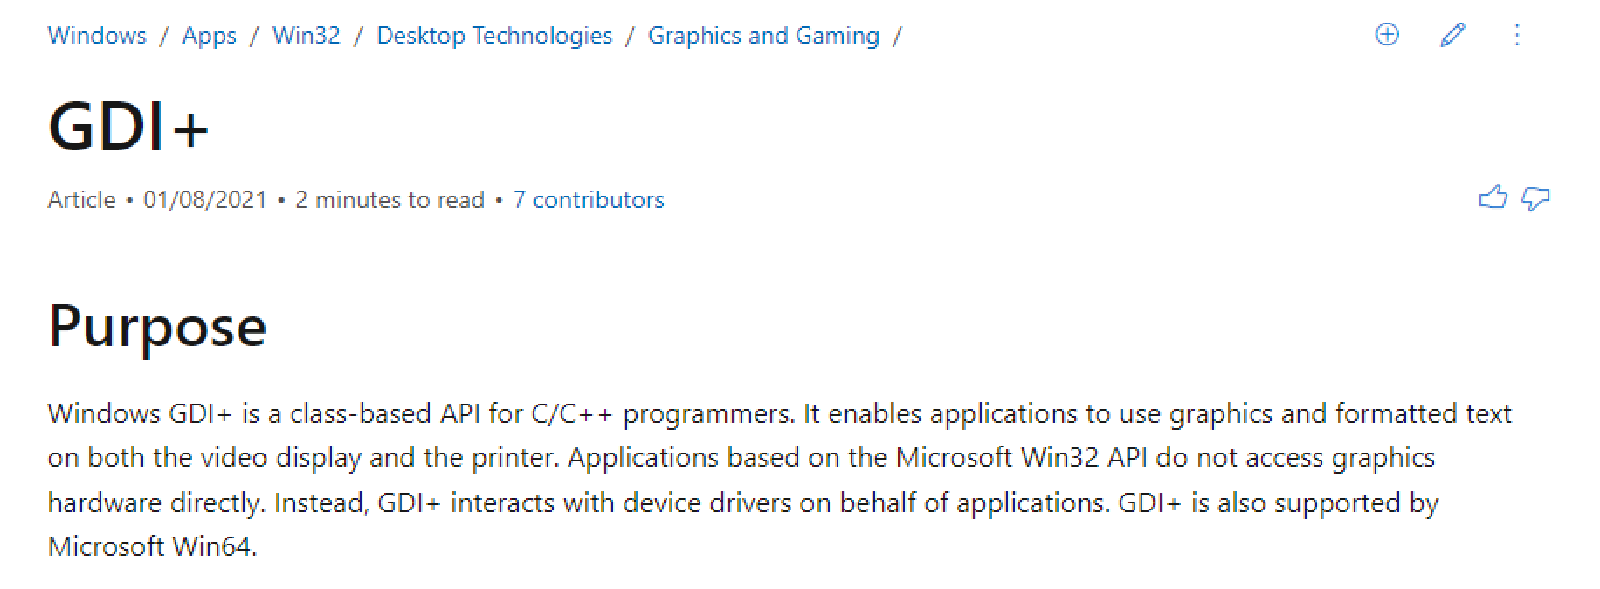 Windows / Apps / Win32 / Desktop Technologies / Graphics and Gaming /
GDI+
Article • 01/08/2021 • 2 minutes to read • 7 contributors
Purpose
Windows GDI+ is a class-based API for C/C++ programmers. It enables applications to use graphics and formatted text
on both the video display and the printer. Applications based on the Microsoft Win32 API do not access graphics
hardware directly. Instead, GDI+ interacts with device drivers on behalf of applications. GDI+ is also supported by
Microsoft Win64.